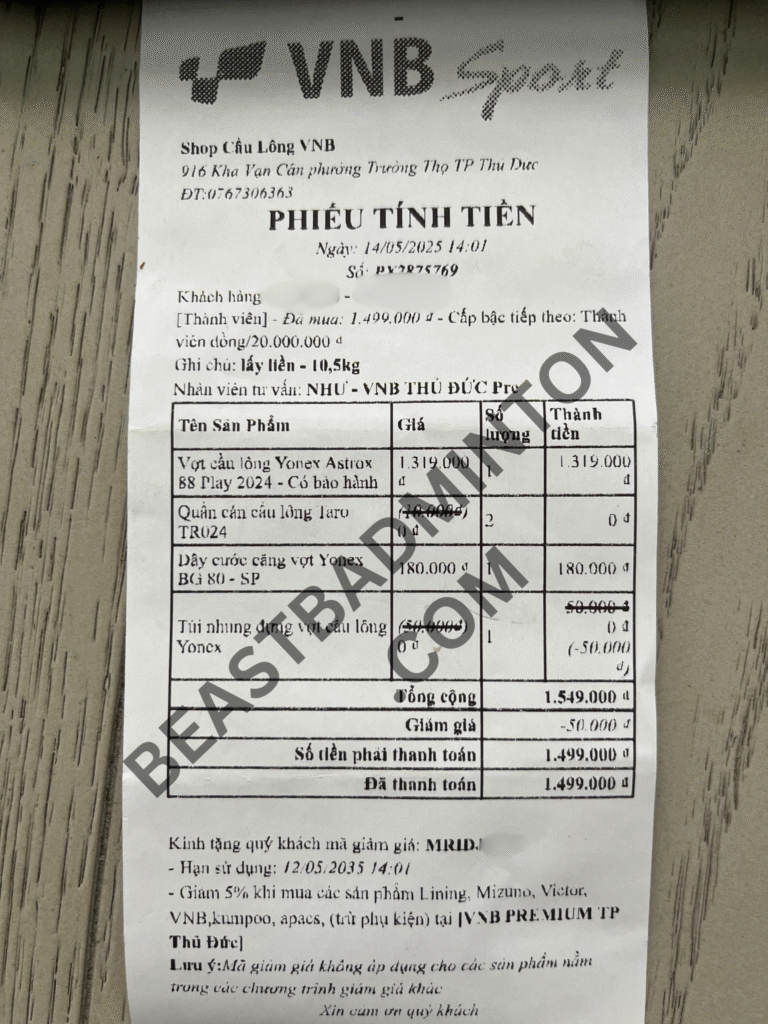 VNB Sport
Shop Cầu Lông VNB
916 Kha Vạn Cân phường Trường Thọ TP Thủ Đức
ĐT:0767306363
PHIẾU TÍNH TIỀN
Ngày: 14/05/2025 14:01
Số: PX2875769
Khách hàng -
[Thành viên] - Đã mua: 1.499.000 đ - Cấp bậc tiếp theo: Thành
viên đồng/20.000.000 đ
Ghi chú: lấy liền - 10,5kg
Nhân viên tư vấn: NHƯ - VNB THỦ ĐỨC Pre
Tên Sản Phẩm Giá Số lượng Thành tiền
Vợt cầu lông Yonex Astrox 1.319.000 1 1.319.000
88 Play 2024 - Có bảo hành đ đ
Quấn cán cầu lông Taro (10.000đ) 2 0 đ
TR024 0 đ
Dây cước căng vợt Yonex 180.000 đ 1 180.000 đ
BG 80 - SP
Túi nhung đựng vợt cầu lông (50.000đ) 1 50.000 đ
Yonex 0 đ 0 đ
(-50.000
đ)
Tổng cộng 1.549.000 đ
Giảm giá -50.000 đ
Số tiền phải thanh toán 1.499.000 đ
Đã thanh toán 1.499.000 đ
Kính tặng quý khách mã giảm giá: MRID
- Hạn sử dụng: 12/05/2035 14:01
- Giảm 5% khi mua các sản phẩm Lining, Mizuno, Victor,
VNB,kumpoo, apacs, (trừ phụ kiện) tại [VNB PREMIUM TP
Thủ Đức]
Lưu ý:Mã giảm giá không áp dụng cho các sản phẩm nằm
trong các chương trình giảm giá khác
Xin cảm ơn quý khách
BEASTBADMINTON
COM